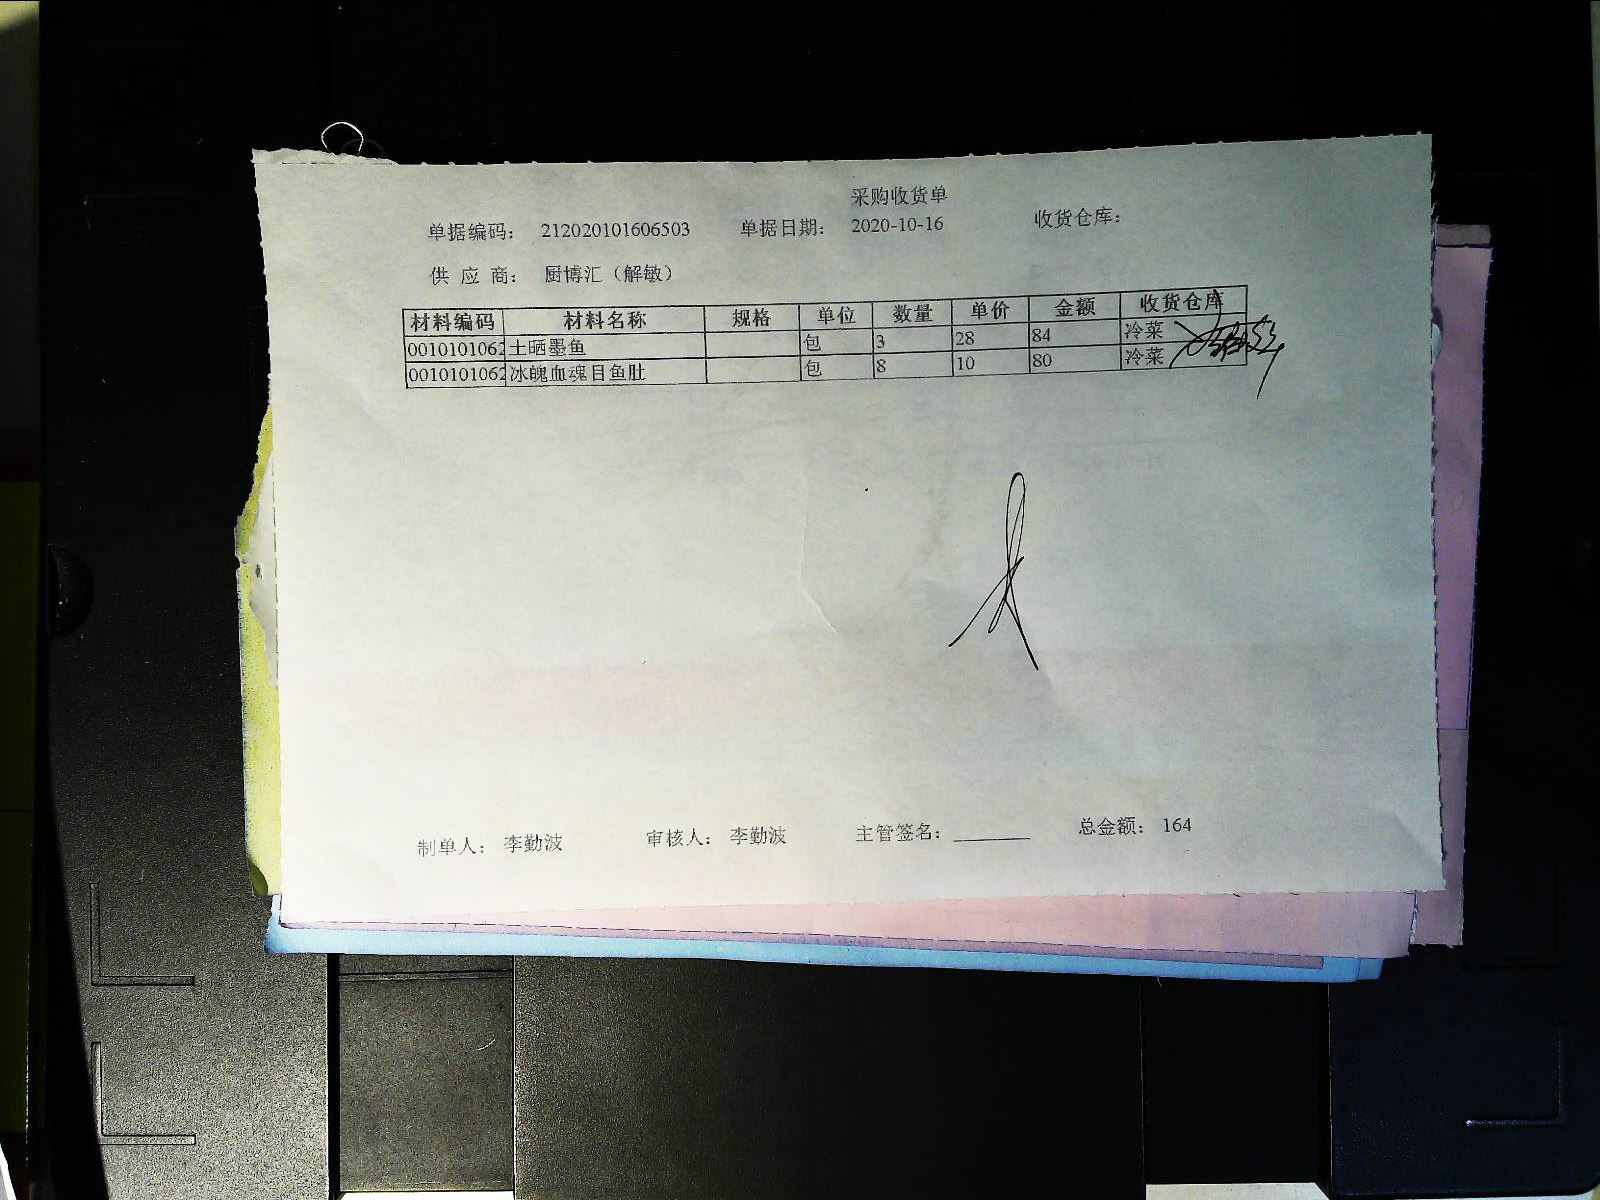 采购收货单
单据编码： 212020101606503 单据日期： 2020-10-16 收货仓库：
供 应 商： 厨博汇（解敏）
材料编码 材料名称 规格 单位 数量 单价 金额 收货仓库
0010101062 土晒墨鱼 包 3 28 84 冷菜
0010101062 冰魄血魂目鱼肚 包 8 10 80 冷菜
制单人： 李勤波 审核人： 李勤波 主管签名： 总金额： 164